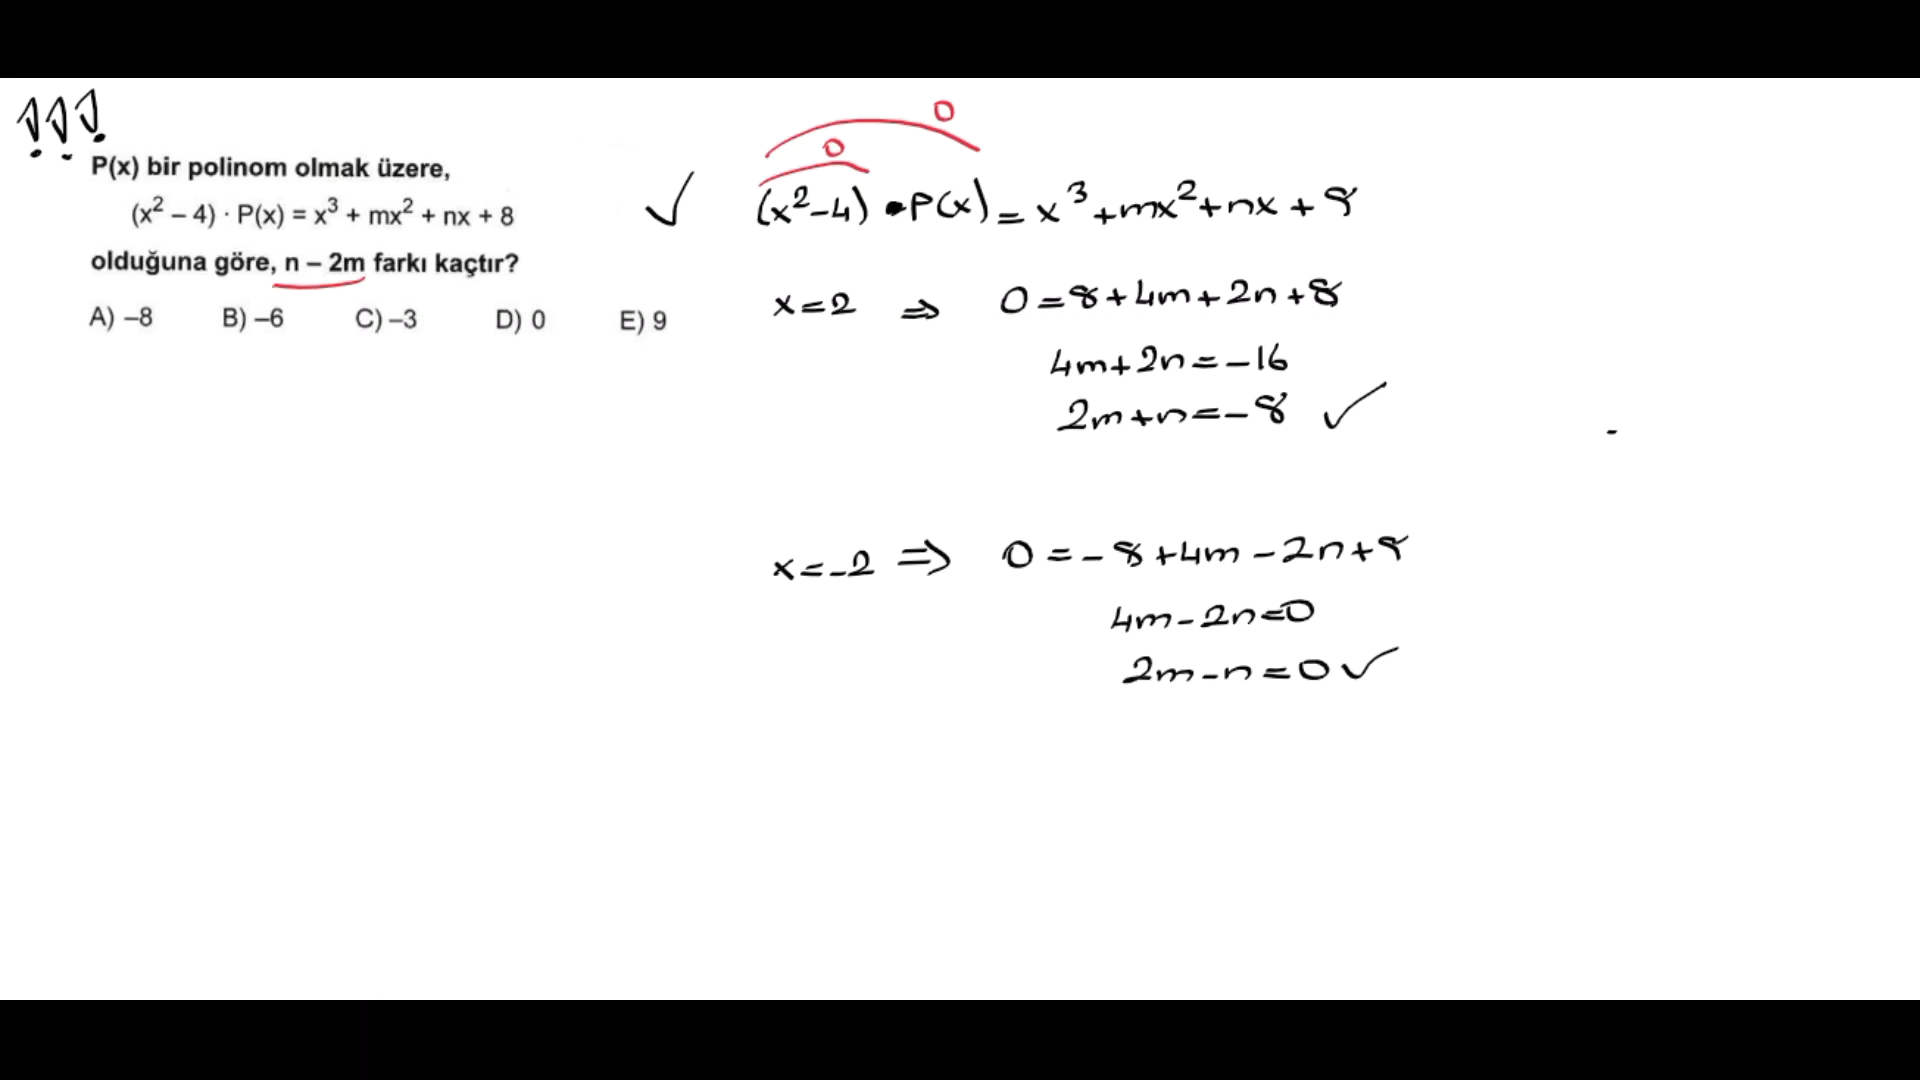 !!!
P(x) bir polinom olmak üzere,
(x² – 4) · P(x) = x³ + mx² + nx + 8
olduğuna göre, n – 2m farkı kaçtır?
A) –8 B) –6 C) –3 D) 0 E) 9
0
0
(x²-4) · P(x) = x³ + mx² + nx + 8
x=2 ⇒ 0 = 8 + 4m + 2n + 8
4m + 2n = -16
2m + n = -8 ✓
x=-2 ⇒ 0 = -8 + 4m - 2n + 8
4m - 2n = 0
2m - n = 0 ✓